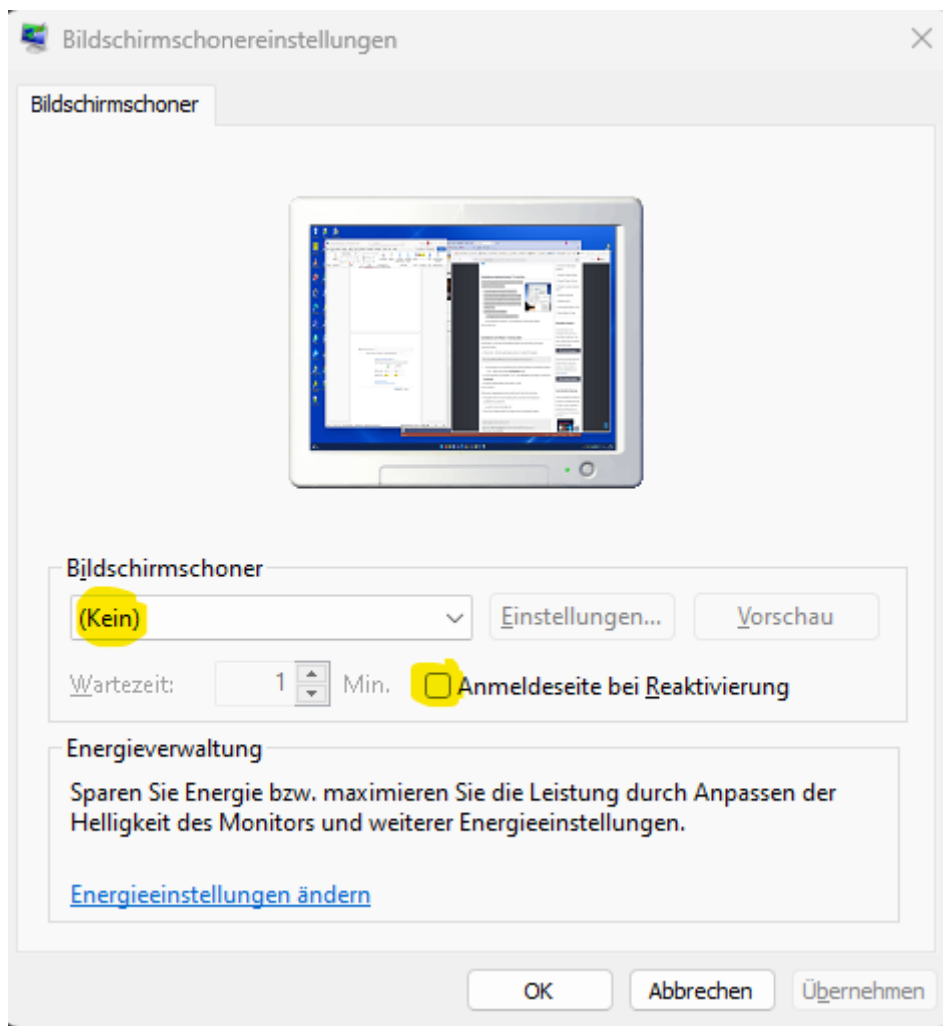 Bildschirmschonereinstellungen
Bildschirmschoner
Bildschirmschoner
(Kein)
Einstellungen...
Vorschau
Wartezeit:
1
Min.
Anmeldeseite bei Reaktivierung
Energieverwaltung
Sparen Sie Energie bzw. maximieren Sie die Leistung durch Anpassen der
Helligkeit des Monitors und weiterer Energieeinstellungen.
Energieeinstellungen ändern
OK
Abbrechen
Übernehmen